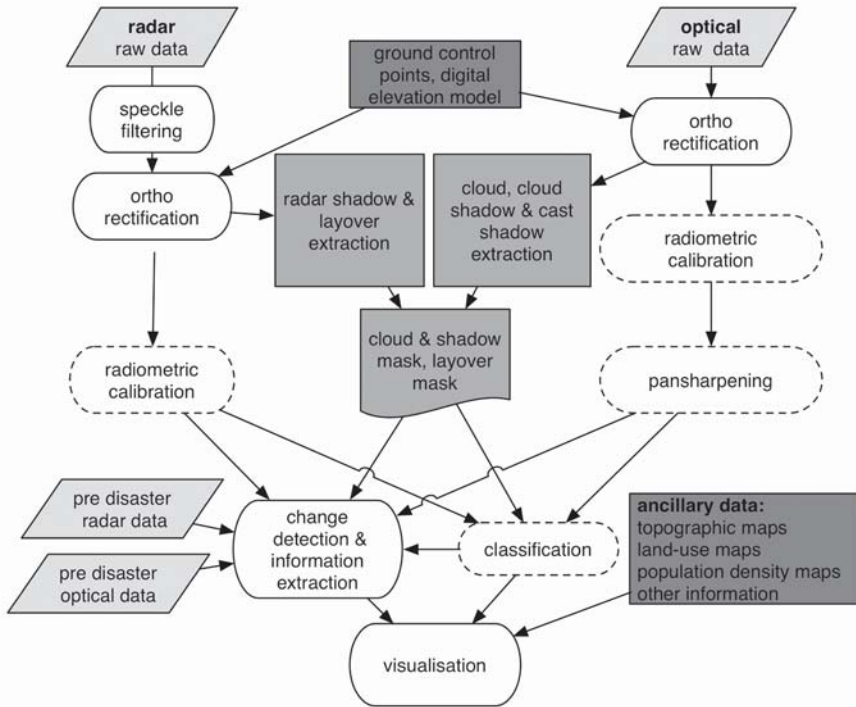 radar
raw data
optical
raw data
ground control
points, digital
elevation model
speckle
filtering
ortho
rectification
ortho
rectification
radar shadow &
layover
extraction
cloud, cloud
shadow & cast
shadow
extraction
radiometric
calibration
cloud & shadow
mask, layover
mask
radiometric
calibration
pansharpening
pre disaster
radar data
change
detection &
information
extraction
classification
ancillary data:
topographic maps
land-use maps
population density maps
other information
pre disaster
optical data
visualisation